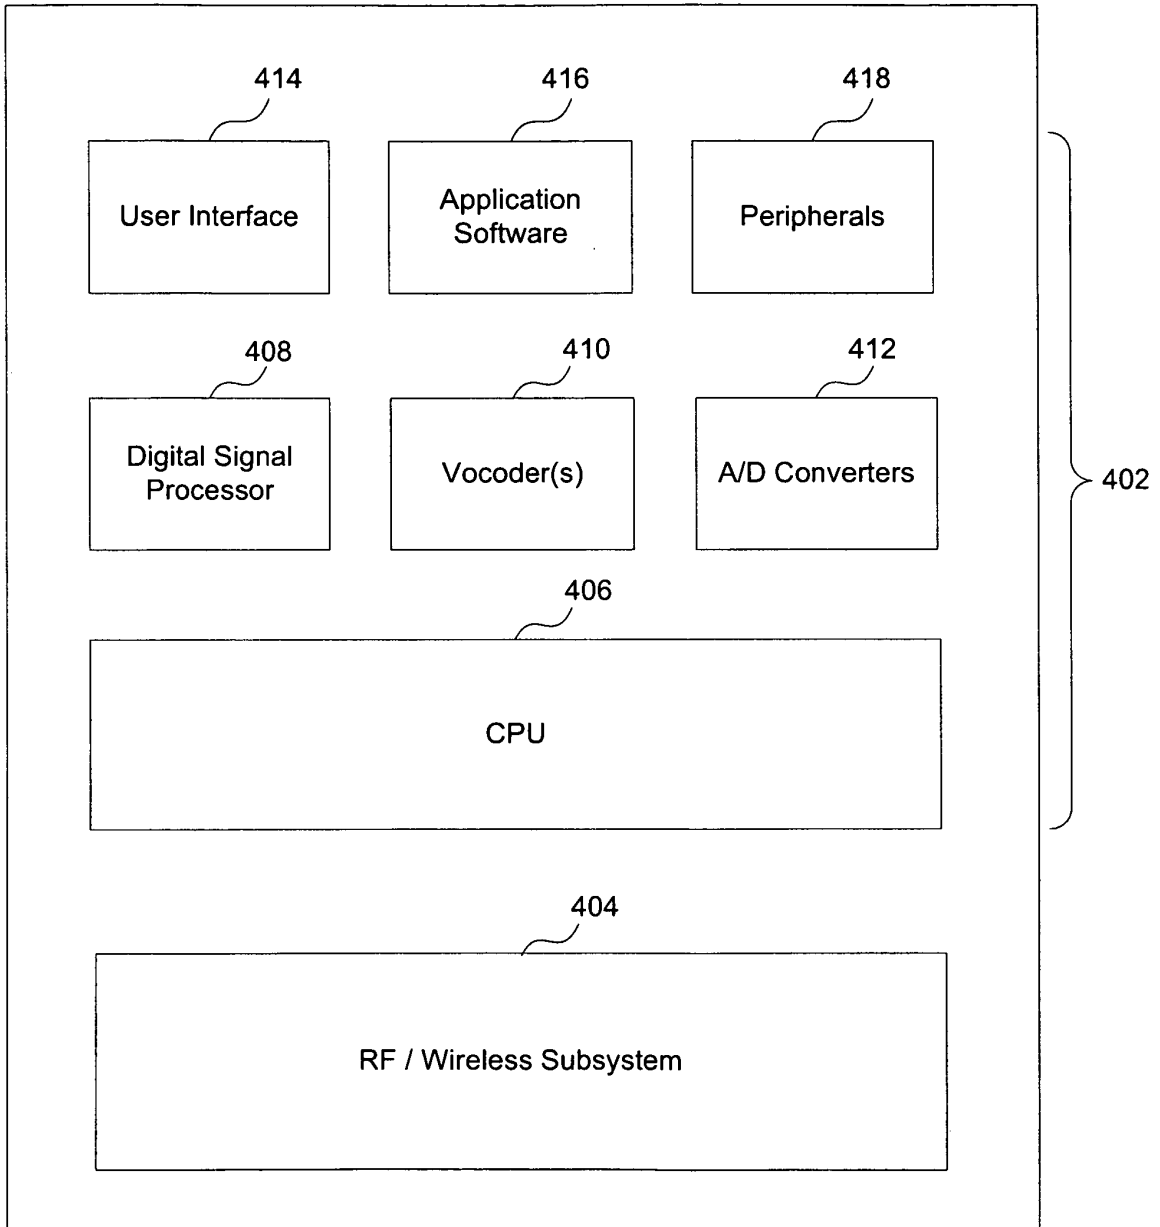 414
416
418
User Interface
Application
Software
Peripherals
408
410
412
Digital Signal
Processor
Vocoder(s)
A/D Converters
402
406
CPU
404
RF / Wireless Subsystem